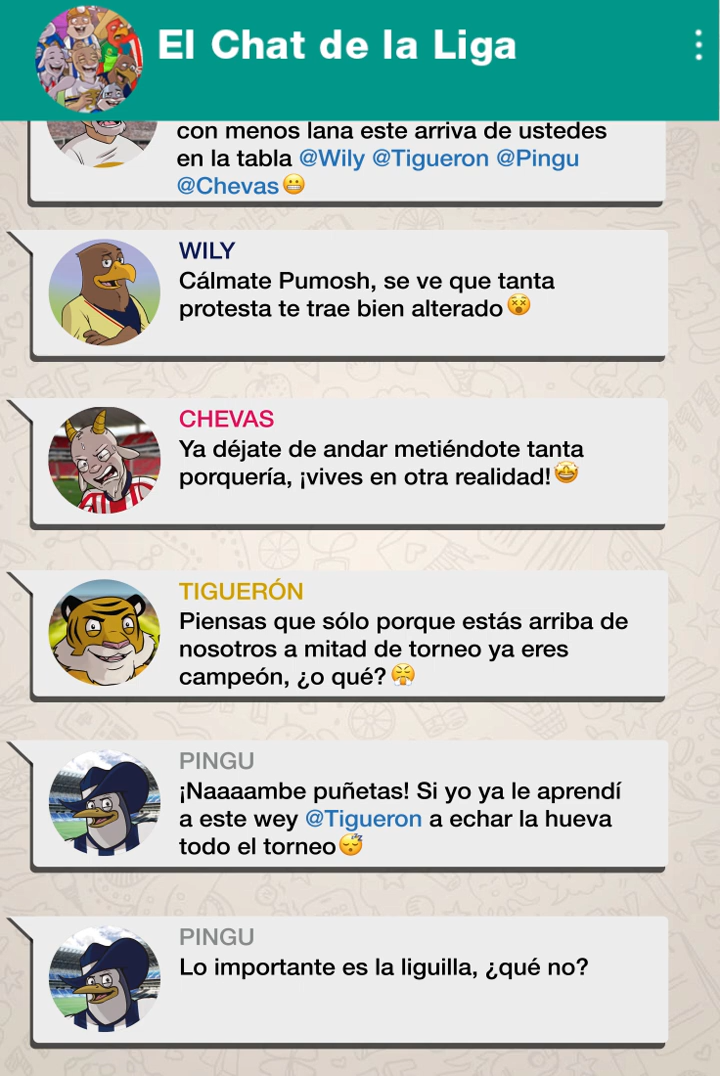 El Chat de la Liga
con menos lana este arriva de ustedes
en la tabla @Wily @Tigueron @Pingu
@Chevas😬
WILY
Cálmate Pumosh, se ve que tanta
protesta te trae bien alterado😵
CHEVAS
Ya déjate de andar metiéndote tanta
porquería, ¡vives en otra realidad!🤩
TIGUERÓN
Piensas que sólo porque estás arriba de
nosotros a mitad de torneo ya eres
campeón, ¿o qué?😤
PINGU
¡Naaaambe puñetas! Si yo ya le aprendí
a este wey @Tigueron a echar la hueva
todo el torneo😴
PINGU
Lo importante es la liguilla, ¿qué no?